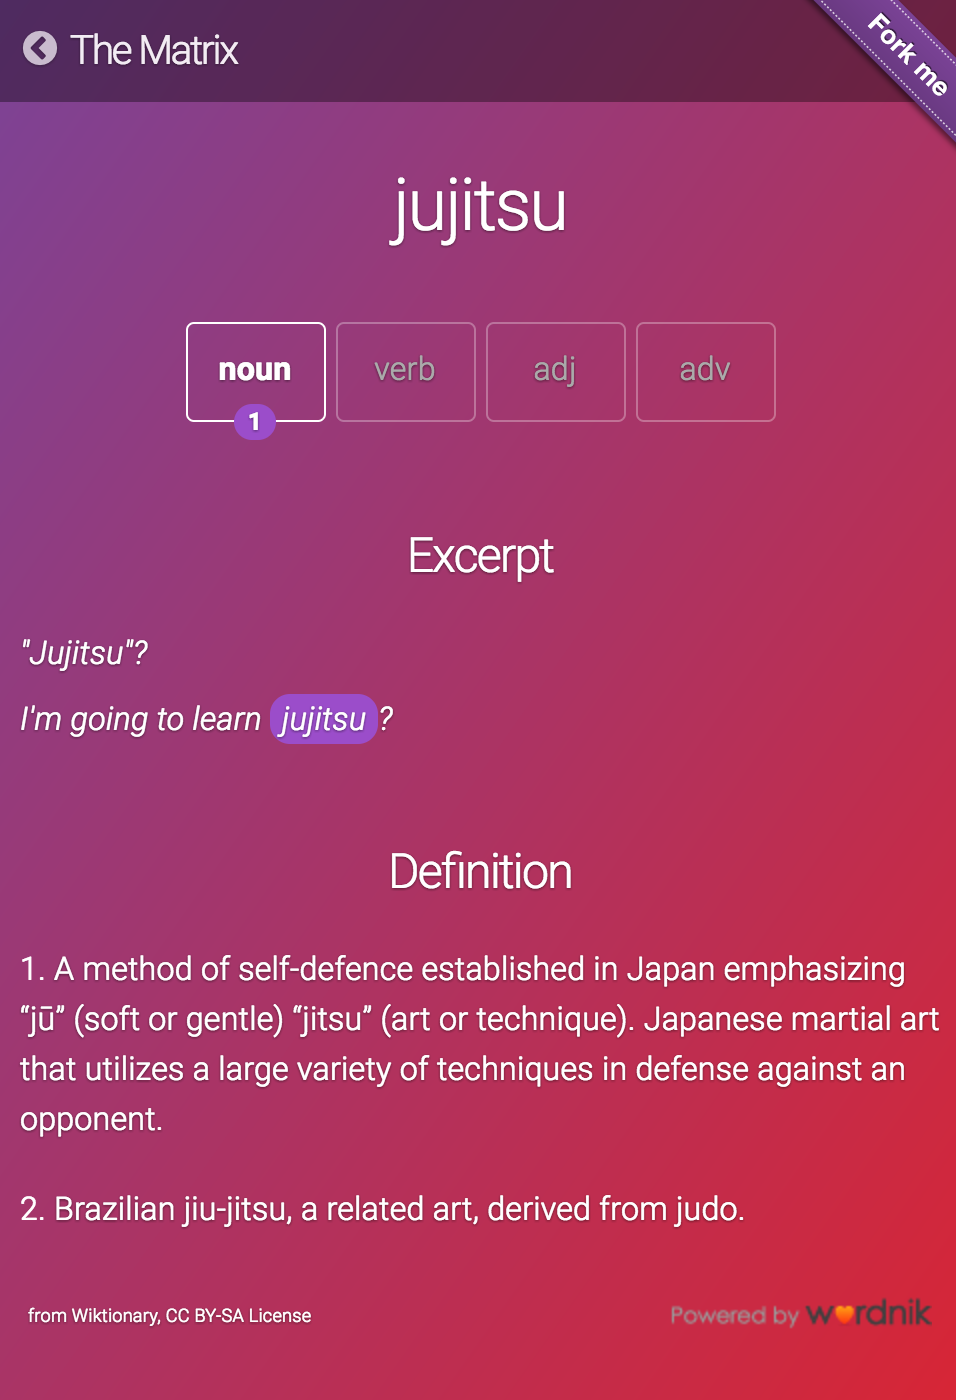 The Matrix
Fork me
jujitsu
noun verb adj adv
1
Excerpt
"Jujitsu"?
I'm going to learn jujitsu ?
Definition
1. A method of self-defence established in Japan emphasizing
“jū” (soft or gentle) “jitsu” (art or technique). Japanese martial art
that utilizes a large variety of techniques in defense against an
opponent.
2. Brazilian jiu-jitsu, a related art, derived from judo.
from Wiktionary, CC BY-SA License
Powered by wordnik